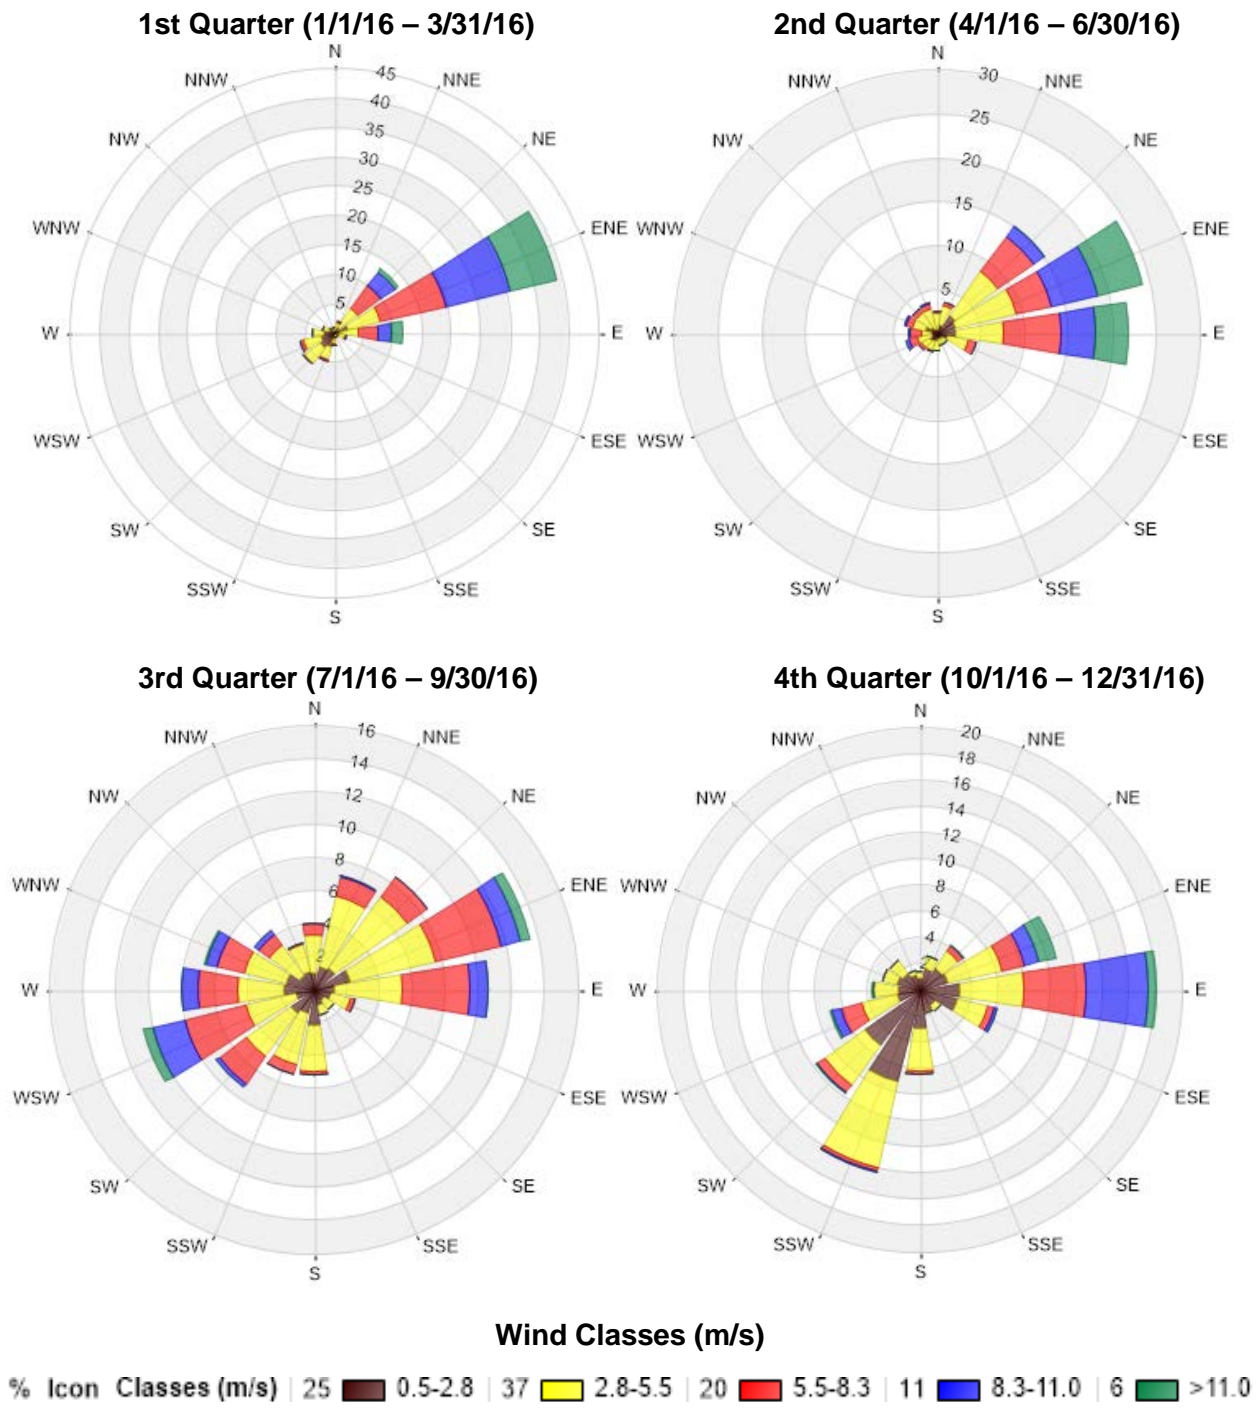 1st Quarter (1/1/16 – 3/31/16)
N
NNE
NE
ENE
E
ESE
SE
SSE
S
SSW
SW
WSW
W
WNW
NW
NNW
45
40
35
30
25
20
15
10
5
2nd Quarter (4/1/16 – 6/30/16)
N
NNE
NE
ENE
E
ESE
SE
SSE
S
SSW
SW
WSW
W
WNW
NW
NNW
30
25
20
15
10
5
3rd Quarter (7/1/16 – 9/30/16)
N
NNE
NE
ENE
E
ESE
SE
SSE
S
SSW
SW
WSW
W
WNW
NW
NNW
16
14
12
10
8
6
4
2
4th Quarter (10/1/16 – 12/31/16)
N
NNE
NE
ENE
E
ESE
SE
SSE
S
SSW
SW
WSW
W
WNW
NW
NNW
20
18
16
14
12
10
8
6
4
Wind Classes (m/s)
% Icon Classes (m/s) | 25 0.5-2.8 | 37 2.8-5.5 | 20 5.5-8.3 | 11 8.3-11.0 | 6 >11.0